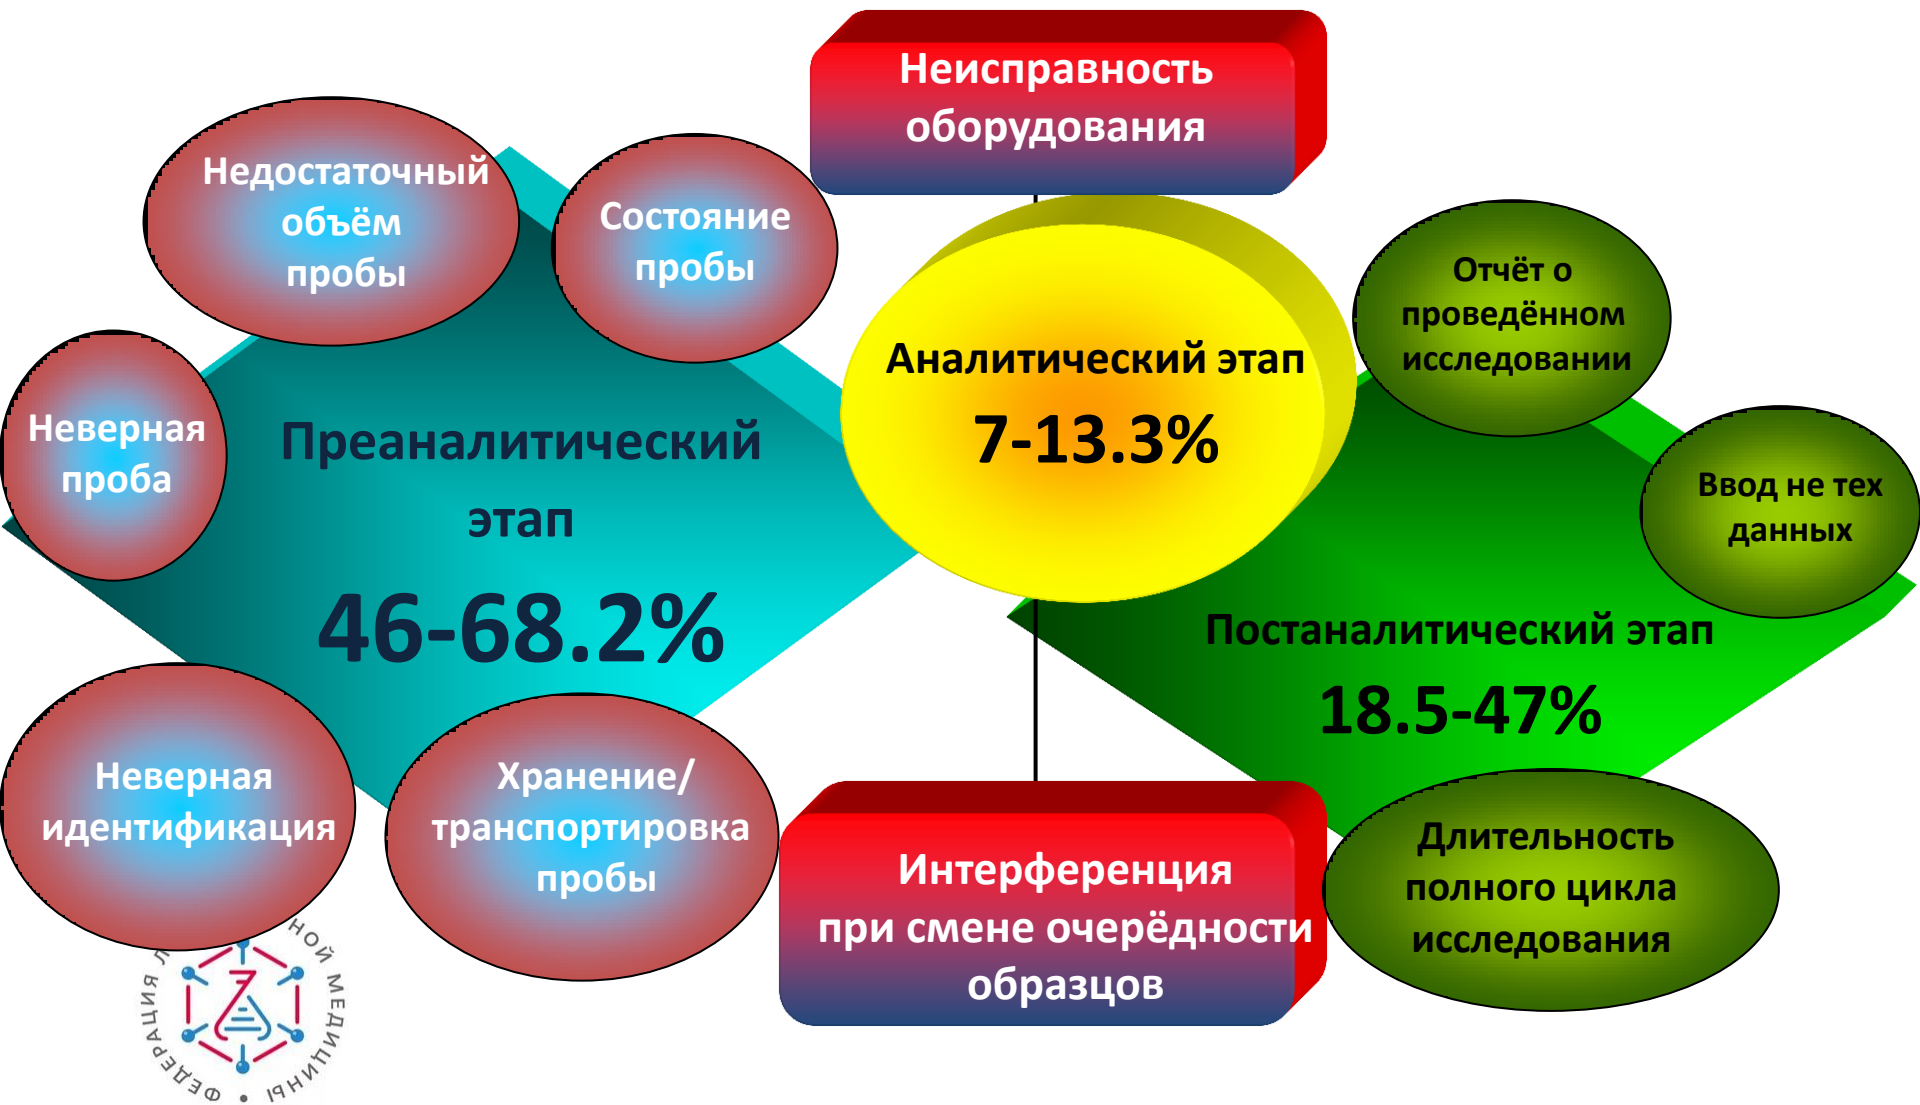 Неисправность
оборудования
Недостаточный
объём
пробы
Состояние
пробы
Отчёт о
проведённом
исследовании
Аналитический этап
7-13.3%
Неверная
проба
Преаналитический
этап
46-68.2%
Ввод не тех
данных
Постаналитический этап
18.5-47%
Неверная
идентификация
Хранение/
транспортировка
пробы
Интерференция
при смене очерёдности
образцов
Длительность
полного цикла
исследования
ФЕДЕРАЦИЯ
МЕДИЦИНЫ •